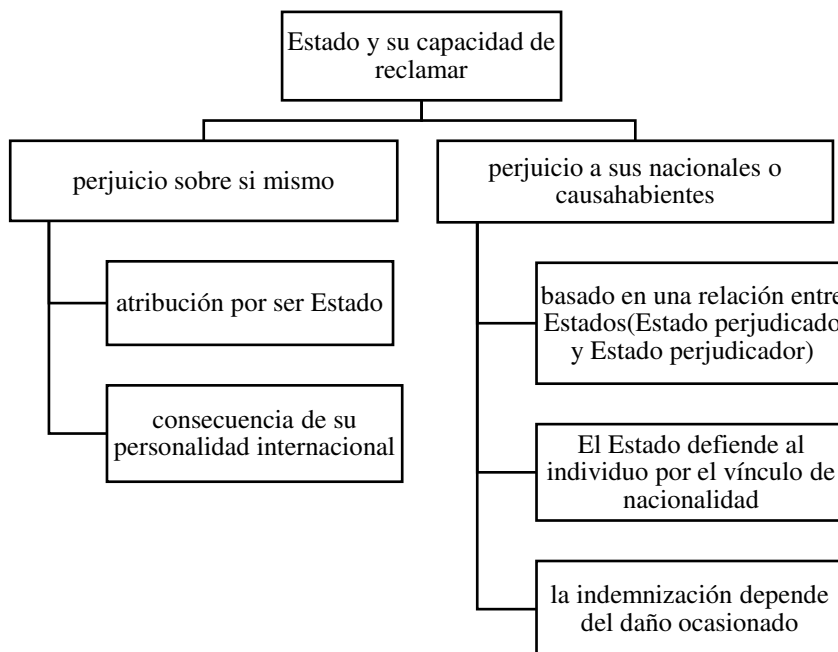 Estado y su capacidad de
reclamar
perjuicio sobre si mismo
atribución por ser Estado
consecuencia de su
personalidad internacional
perjuicio a sus nacionales o
causahabientes
basado en una relación entre
Estados(Estado perjudicado
y Estado perjudicador)
El Estado defiende al
individuo por el vínculo de
nacionalidad
la indemnización depende
del daño ocasionado